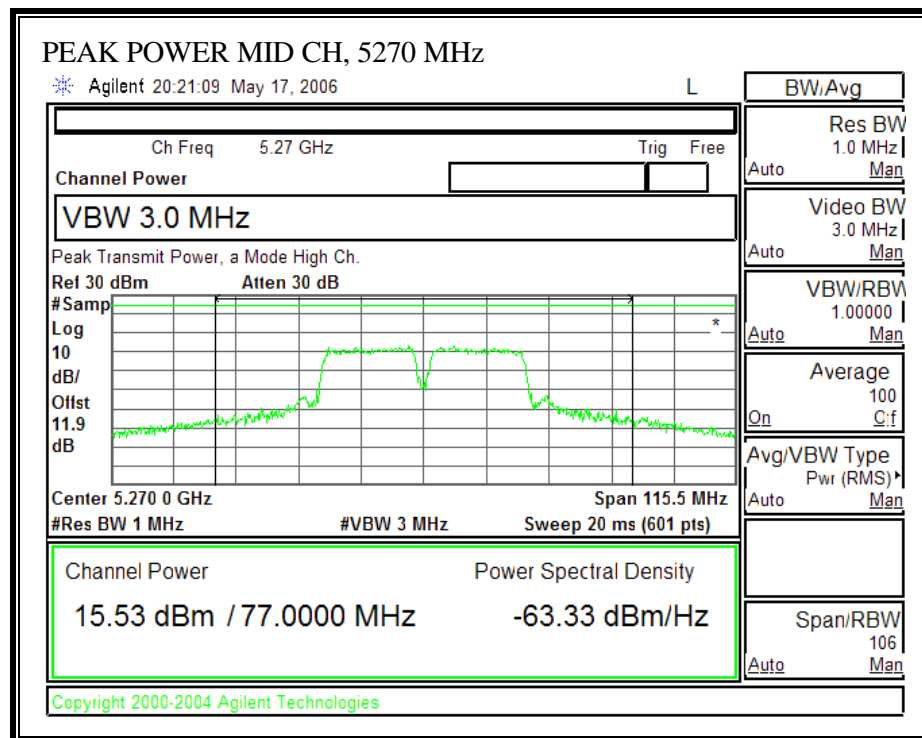 PEAK POWER MID CH, 5270 MHz
Agilent 20:21:09 May 17, 2006 L
BW/Avg
Ch Freq 5.27 GHz Trig Free
Channel Power
VBW 3.0 MHz
Peak Transmit Power, a Mode High Ch.
Ref 30 dBm Atten 30 dB
#Samp
Log
10
dB/
Offst
11.9
dB
*
Center 5.270 0 GHz Span 115.5 MHz
#Res BW 1 MHz #VBW 3 MHz Sweep 20 ms (601 pts)
Channel Power Power Spectral Density
15.53 dBm / 77.0000 MHz -63.33 dBm/Hz
Copyright 2000-2004 Agilent Technologies
Res BW
1.0 MHz
Auto Man
Video BW
3.0 MHz
Auto Man
VBW/RBW
1.00000
Auto Man
Average
100
On Off
Avg/VBW Type
Pwr (RMS)
Auto Man
Span/RBW
106
Auto Man